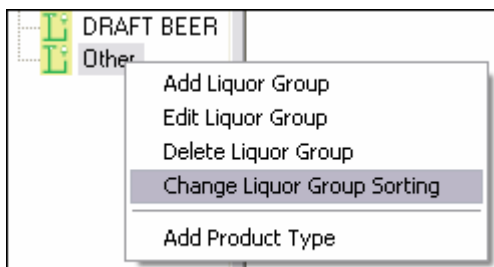 DRAFT BEER
Other
Add Liquor Group
Edit Liquor Group
Delete Liquor Group
Change Liquor Group Sorting
Add Product Type